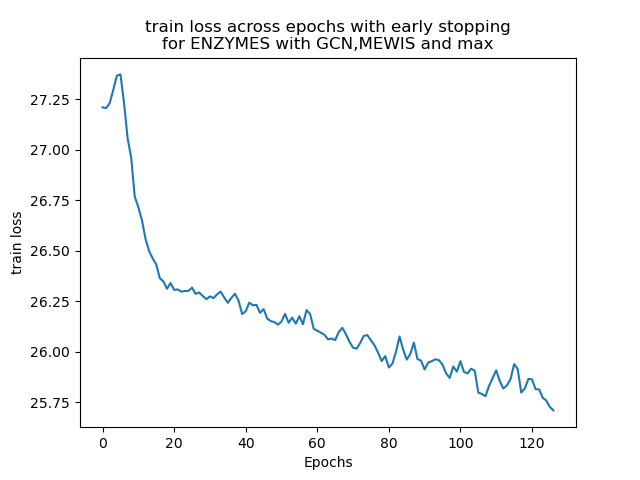 train loss across epochs with early stopping
for ENZYMES with GCN,MEWIS and max
27.25
27.00
26.75
26.50
26.25
26.00
25.75
train loss
0 20 40 60 80 100 120
Epochs